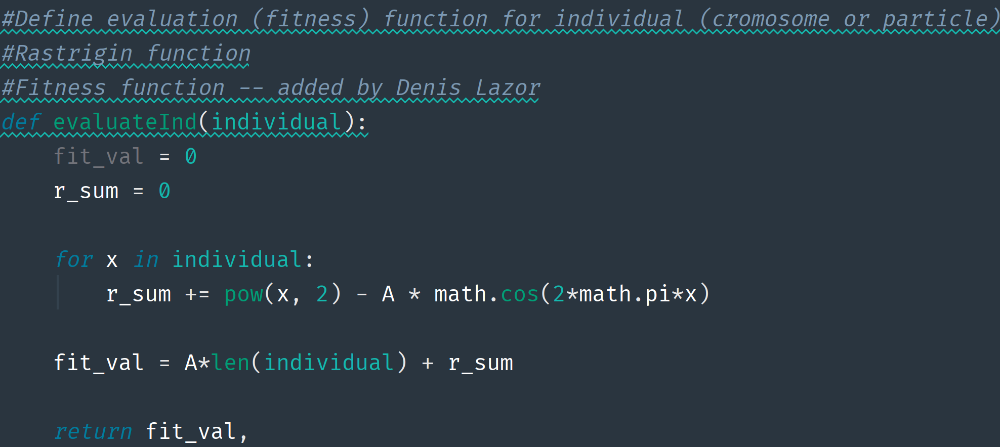 #Define evaluation (fitness) function for individual (cromosome or particle)
#Rastrigin function
#Fitness function -- added by Denis Lazor
def evaluateInd(individual):
    fit_val = 0
    r_sum = 0
    for x in individual:
        r_sum += pow(x, 2) - A * math.cos(2*math.pi*x)
    fit_val = A*len(individual) + r_sum
    return fit_val,